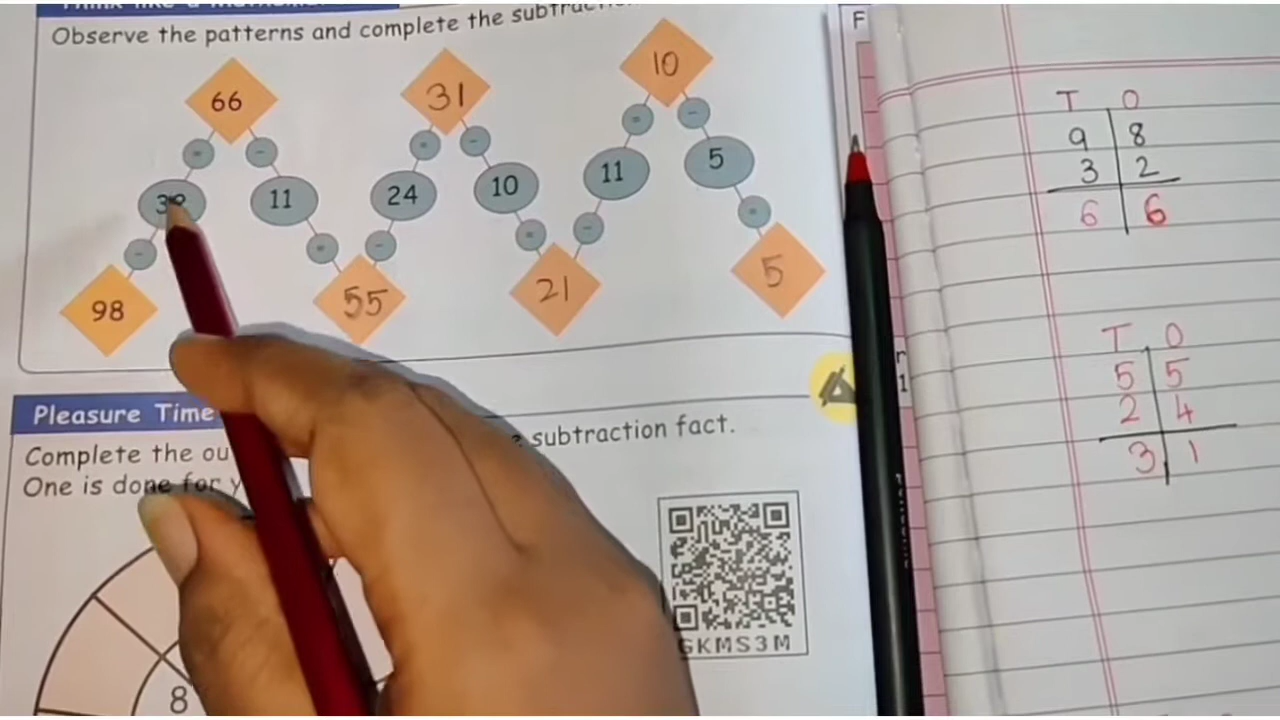 Observe the patterns and complete the
66 31 10
= - = - = -
11 24 10 11 5
- = - = - =
98 55 21 5
Pleasure Time
Complete the subtraction fact.
One is done for
8
GKMS3M
F
T O
9 8
3 2
6 6
T O
5 5
2 4
3 1